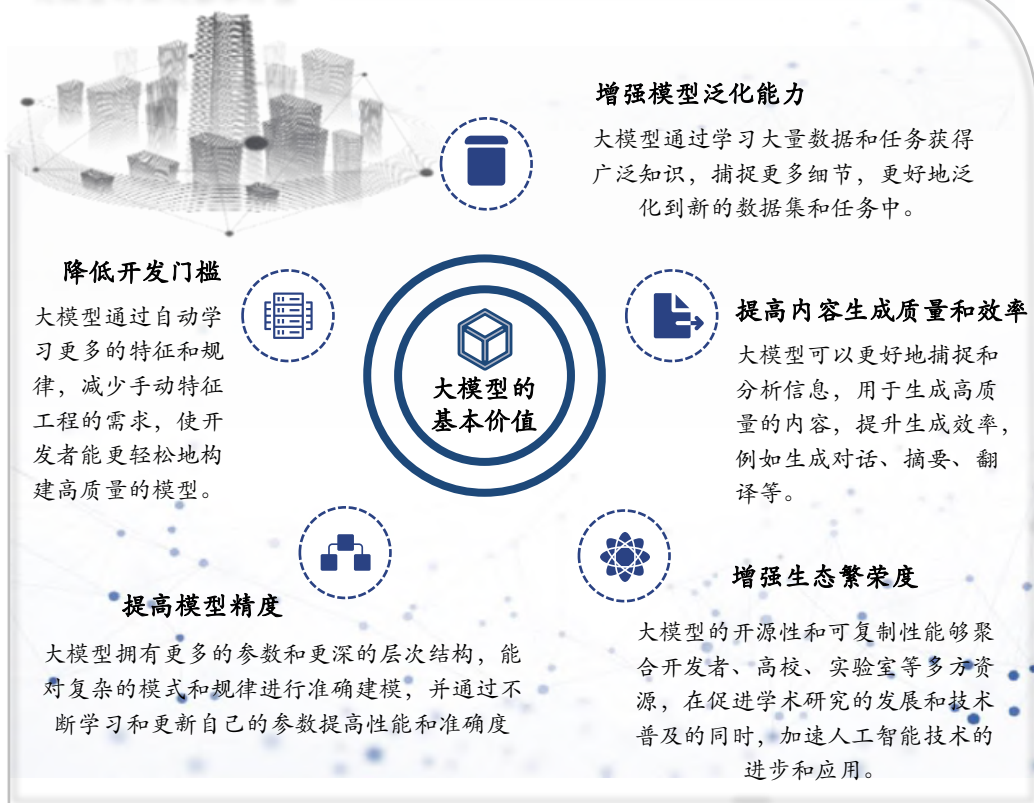 增强模型泛化能力
大模型通过学习大量数据和任务获得
广泛知识，捕捉更多细节，更好地泛
化到新的数据集和任务中。
降低开发门槛
大模型通过自动学
习更多的特征和规
律，减少手动特征
工程的需求，使开
发者能更轻松地构
建高质量的模型。
大模型的
基本价值
提高内容生成质量和效率
大模型可以更好地捕捉和
分析信息，用于生成高质
量的内容，提升生成效率，
例如生成对话、摘要、翻
译等。
提高模型精度
大模型拥有更多的参数和更深的层次结构，能
对复杂的模式和规律进行准确建模，并通过不
断学习和更新自己的参数提高性能和准确度
增强生态繁荣度
大模型的开源性和可复制性能够聚
合开发者、高校、实验室等多方资
源，在促进学术研究的发展和技术
普及的同时，加速人工智能技术的
进步和应用。